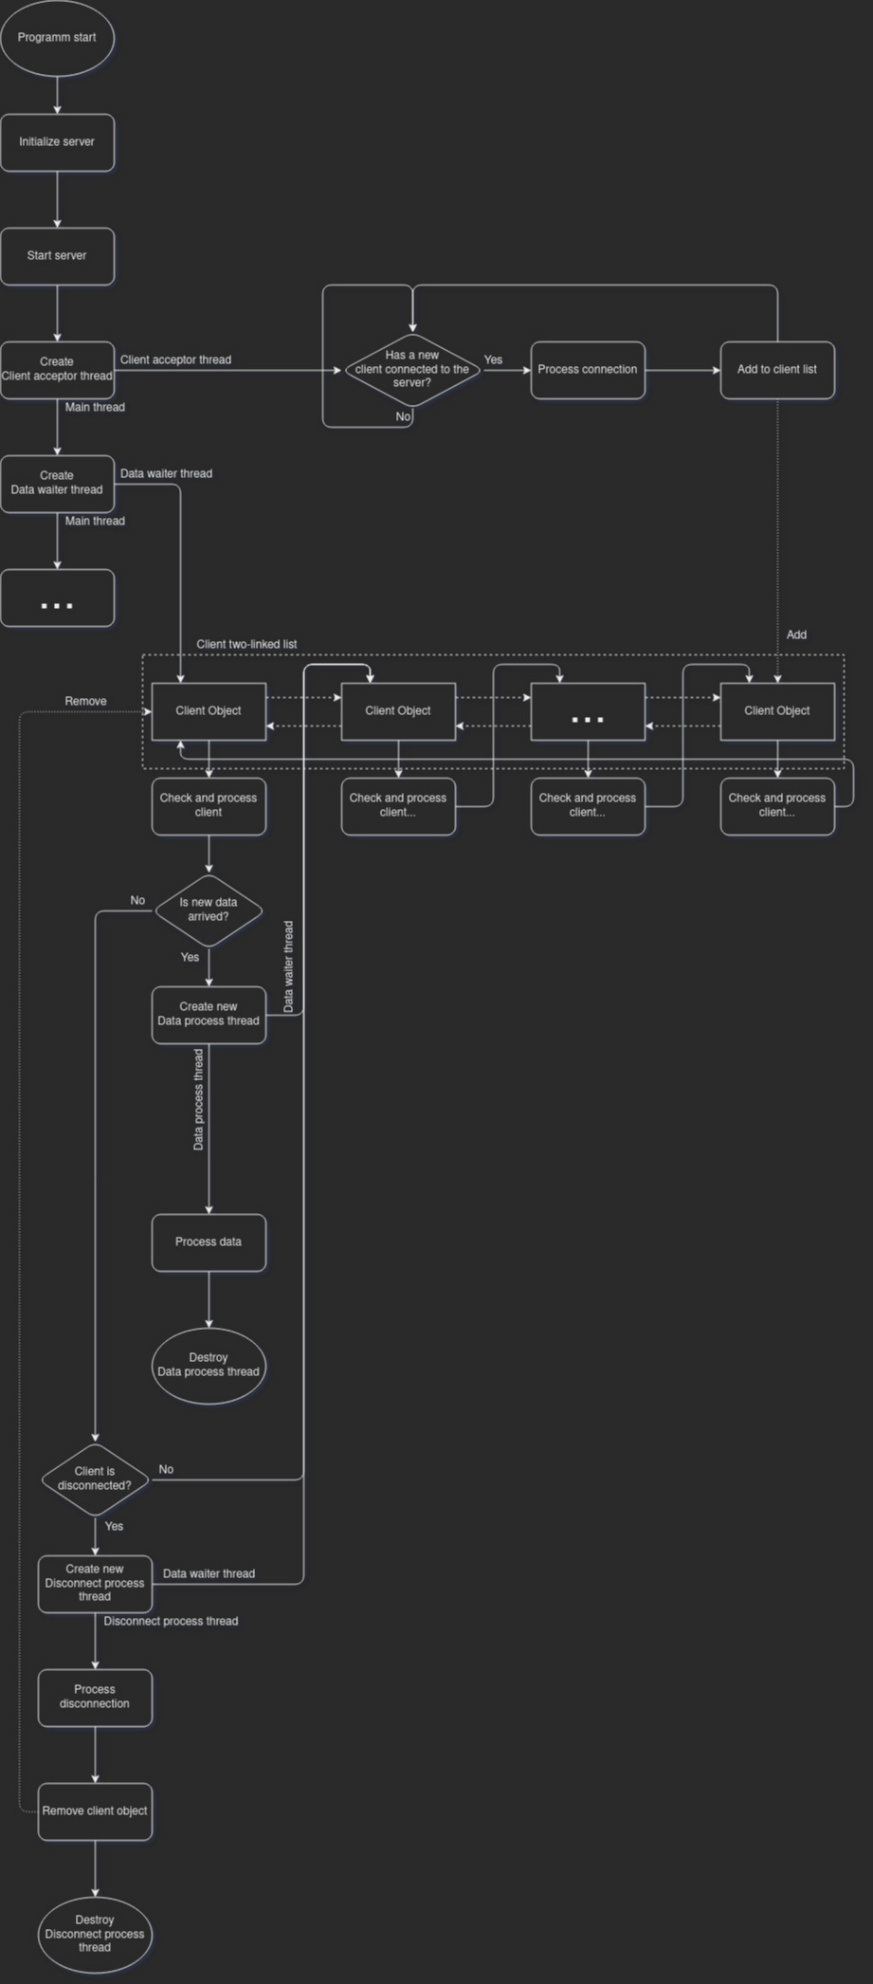 Programm start
Initialize server
Start server
Create
Client acceptor thread
Client acceptor thread
Main thread
Has a new
client connected to the
server?
Yes
No
Process connection
Add to client list
Create
Data waiter thread
Data waiter thread
Main thread
...
Add
Client two-linked list
Remove
Client Object
Client Object
...
Client Object
Check and process
client
Check and process
client...
Check and process
client...
Check and process
client...
No
Is new data
arrived?
Yes
Data waiter thread
Create new
Data process thread
Data process thread
Process data
Destroy
Data process thread
Client is
disconnected?
No
Yes
Create new
Disconnect process
thread
Data waiter thread
Disconnect process thread
Process
disconnection
Remove client object
Destroy
Disconnect process
thread